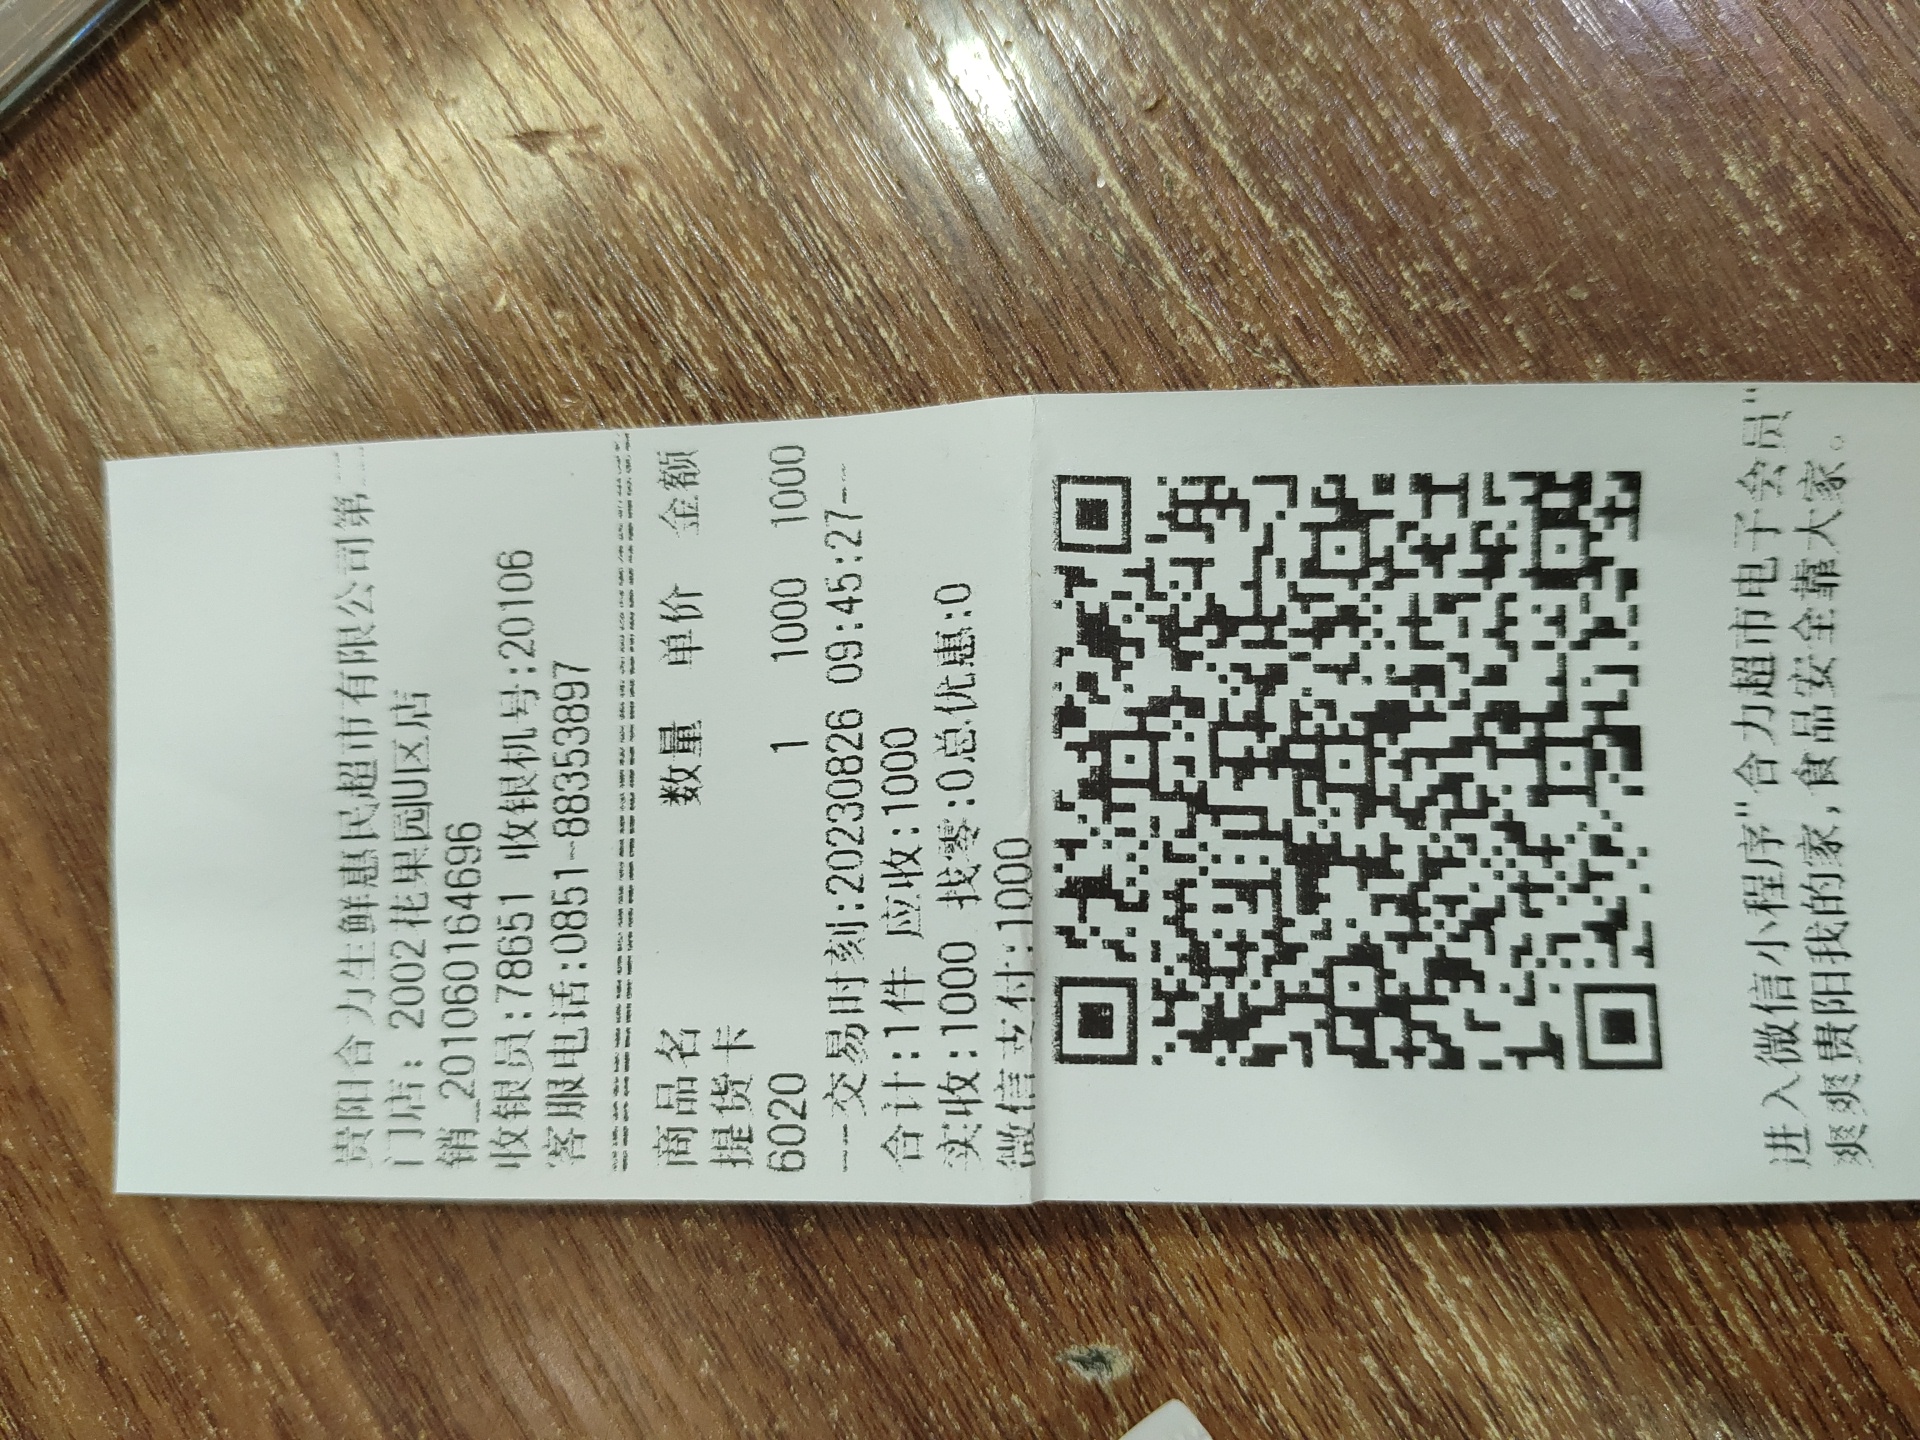 贵阳合力生鲜惠民超市有限公司第二
门店: 2002花果园U区店
销_201060164696
收银员:78651 收银机号:20106
客服电话:0851-88353897
商品名 数量 单价 金额
提货卡
6020 1 1000 1000
--交易时刻:20230826 09:45:27--
合计:1件 应收:1000
实收:1000 找零:0总优惠:0
微信支付:1000
进入微信小程序"合力超市电子会员"
爽爽贵阳我的家,食品安全靠大家。